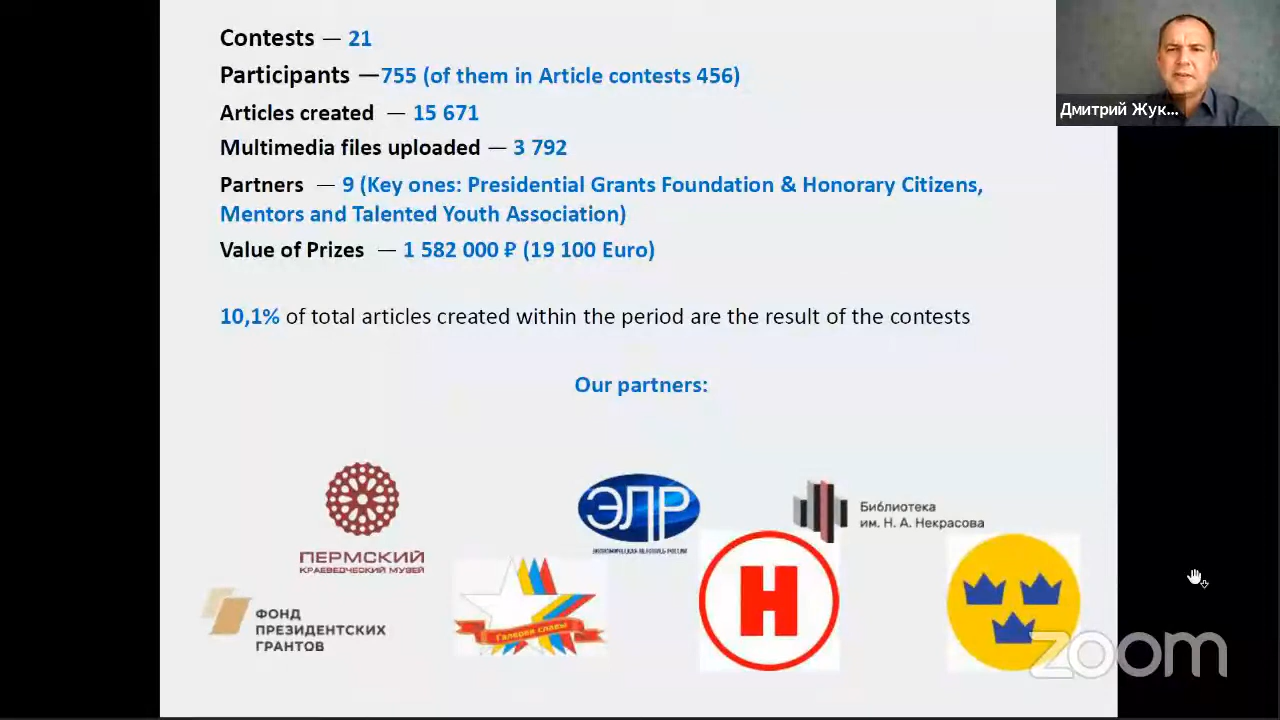 Contests — 21
Participants —755 (of them in Article contests 456)
Articles created — 15 671
Multimedia files uploaded — 3 792
Partners — 9 (Key ones: Presidential Grants Foundation & Honorary Citizens,
Mentors and Talented Youth Association)
Value of Prizes — 1 582 000 ₽ (19 100 Euro)
10,1% of total articles created within the period are the result of the contests
Our partners:
ПЕРМСКИЙ
КРАЕВЕДЧЕСКИЙ МУЗЕЙ
ЭЛР
ЭКОНОМИЧЕСКАЯ ЛЕТОПИСЬ РОССИИ
Библиотека
им. Н. А. Некрасова
ФОНД
ПРЕЗИДЕНТСКИХ
ГРАНТОВ
Галерея славы
Н
Дмитрий Жук...
zoom